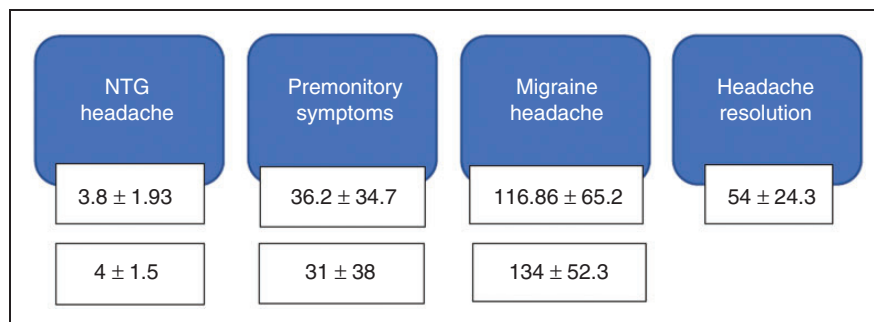 NTG
headache
Premonitory
symptoms
Migraine
headache
Headache
resolution
3.8 ± 1.93
36.2 ± 34.7
116.86 ± 65.2
54 ± 24.3
4 ± 1.5
31 ± 38
134 ± 52.3